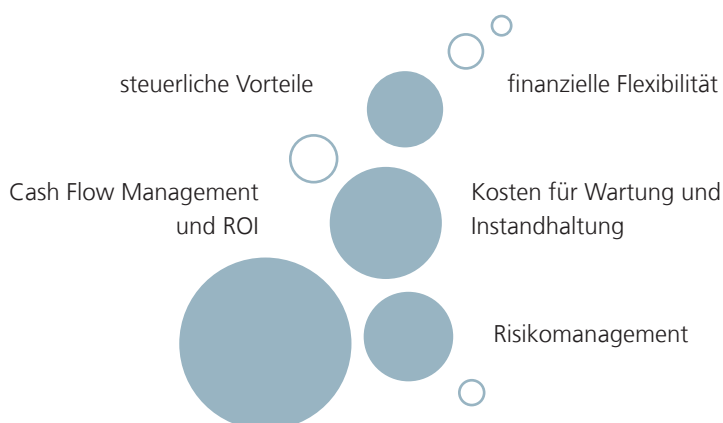 steuerliche Vorteile
finanzielle Flexibilität
Cash Flow Management
und ROI
Kosten für Wartung und
Instandhaltung
Risikomanagement